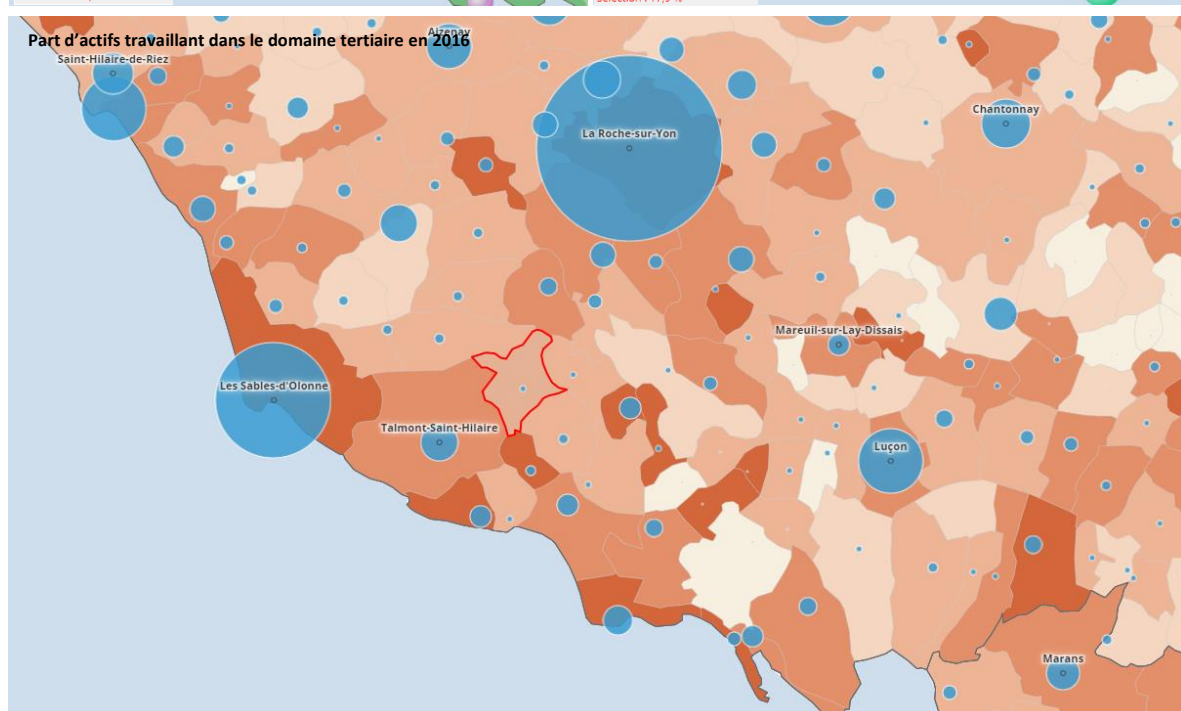 Part d’actifs travaillant dans le domaine tertiaire en 2016
Aizenay
Saint-Hilaire-de-Riez
Chantonnay
La Roche-sur-Yon
Mareuil-sur-Lay-Dissais
Les Sables-d'Olonne
Talmont-Saint-Hilaire
Luçon
Marans